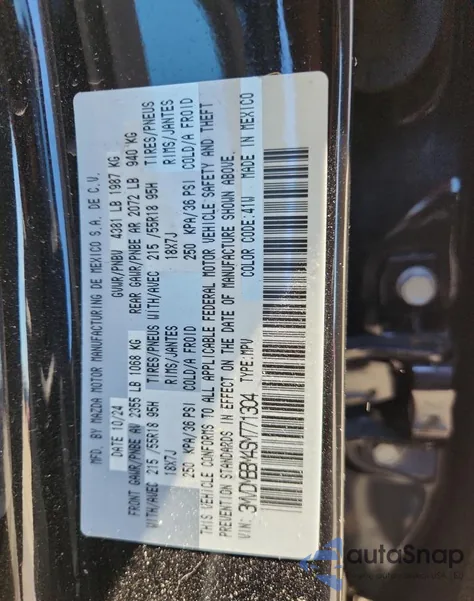 MFD. BY MAZDA MOTOR MANUFACTURING DE MEXICO S.A. DE C.V.
DATE 10/24 GVWR/PNBV 4381 LB 1987 KG
FRONT GAWR/PNBE AV 2355 LB 1068 KG REAR GAWR/PNBE AR 2072 LB 940 KG
WITH/AVEC 215/55R18 95H TIRES/PNEUS WITH/AVEC 215/55R18 95H TIRES/PNEUS
18X7J RIMS/JANTES 18X7J RIMS/JANTES
250 KPA/36 PSI COLD/A FROID 250 KPA/36 PSI COLD/A FROID
THIS VEHICLE CONFORMS TO ALL APPLICABLE FEDERAL MOTOR VEHICLE SAFETY AND THEFT
PREVENTION STANDARDS IN EFFECT ON THE DATE OF MANUFACTURE SHOWN ABOVE.
COLOR CODE:41W MADE IN MEXICO
VIN: 3MVDMBBM4SM771304 TYPE:MPV
autoSnap